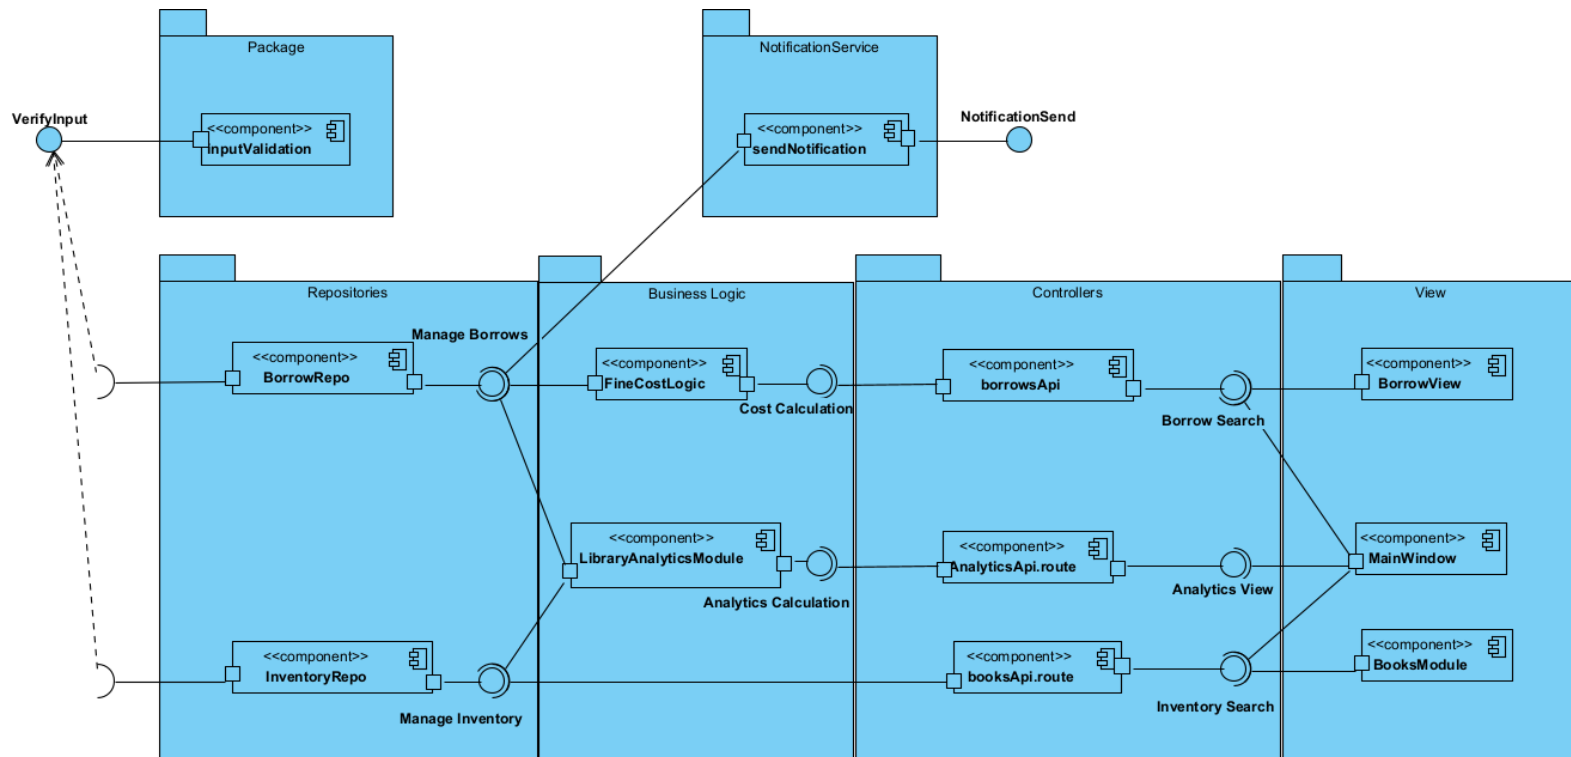 Package
NotificationService
VerifyInput
<<component>>
InputValidation
<<component>>
sendNotification
NotificationSend
Repositories
Business Logic
Controllers
View
Manage Borrows
<<component>>
BorrowRepo
<<component>>
FineCostLogic
Cost Calculation
<<component>>
borrowsApi
Borrow Search
<<component>>
BorrowView
<<component>>
LibraryAnalyticsModule
Analytics Calculation
<<component>>
AnalyticsApi.route
Analytics View
<<component>>
MainWindow
<<component>>
InventoryRepo
Manage Inventory
<<component>>
booksApi.route
Inventory Search
<<component>>
BooksModule